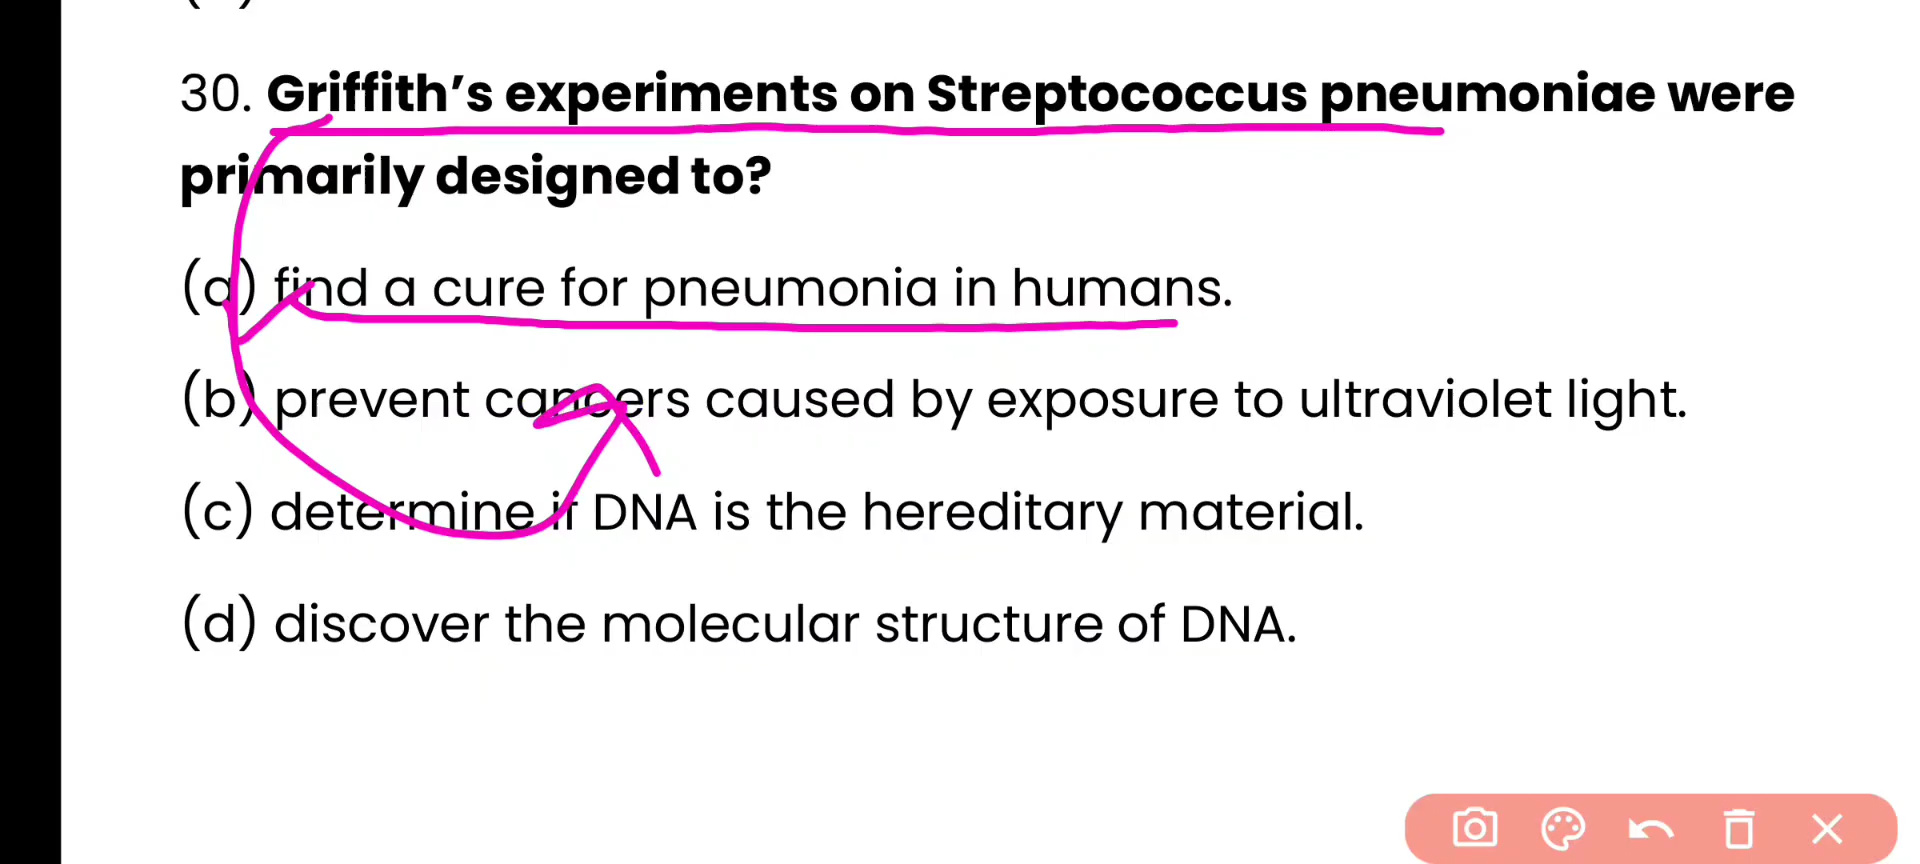 30. Griffith's experiments on Streptococcus pneumoniae were
primarily designed to?
(a) find a cure for pneumonia in humans.
(b) prevent cancers caused by exposure to ultraviolet light.
(c) determine if DNA is the hereditary material.
(d) discover the molecular structure of DNA.